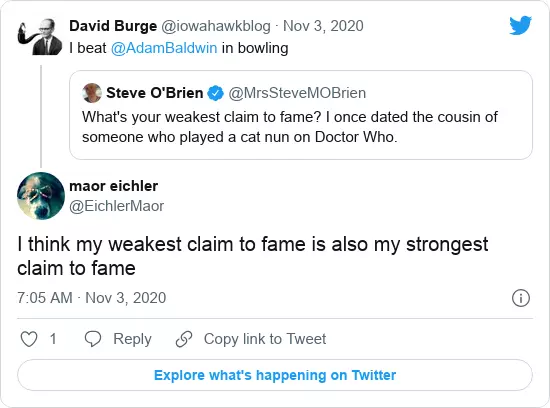 David Burge @iowahawkblog · Nov 3, 2020
I beat @AdamBaldwin in bowling
Steve O'Brien @MrsSteveMOBrien
What's your weakest claim to fame? I once dated the cousin of
someone who played a cat nun on Doctor Who.
maor eichler
@EichlerMaor
I think my weakest claim to fame is also my strongest
claim to fame
7:05 AM · Nov 3, 2020
1 Reply Copy link to Tweet
Explore what's happening on Twitter